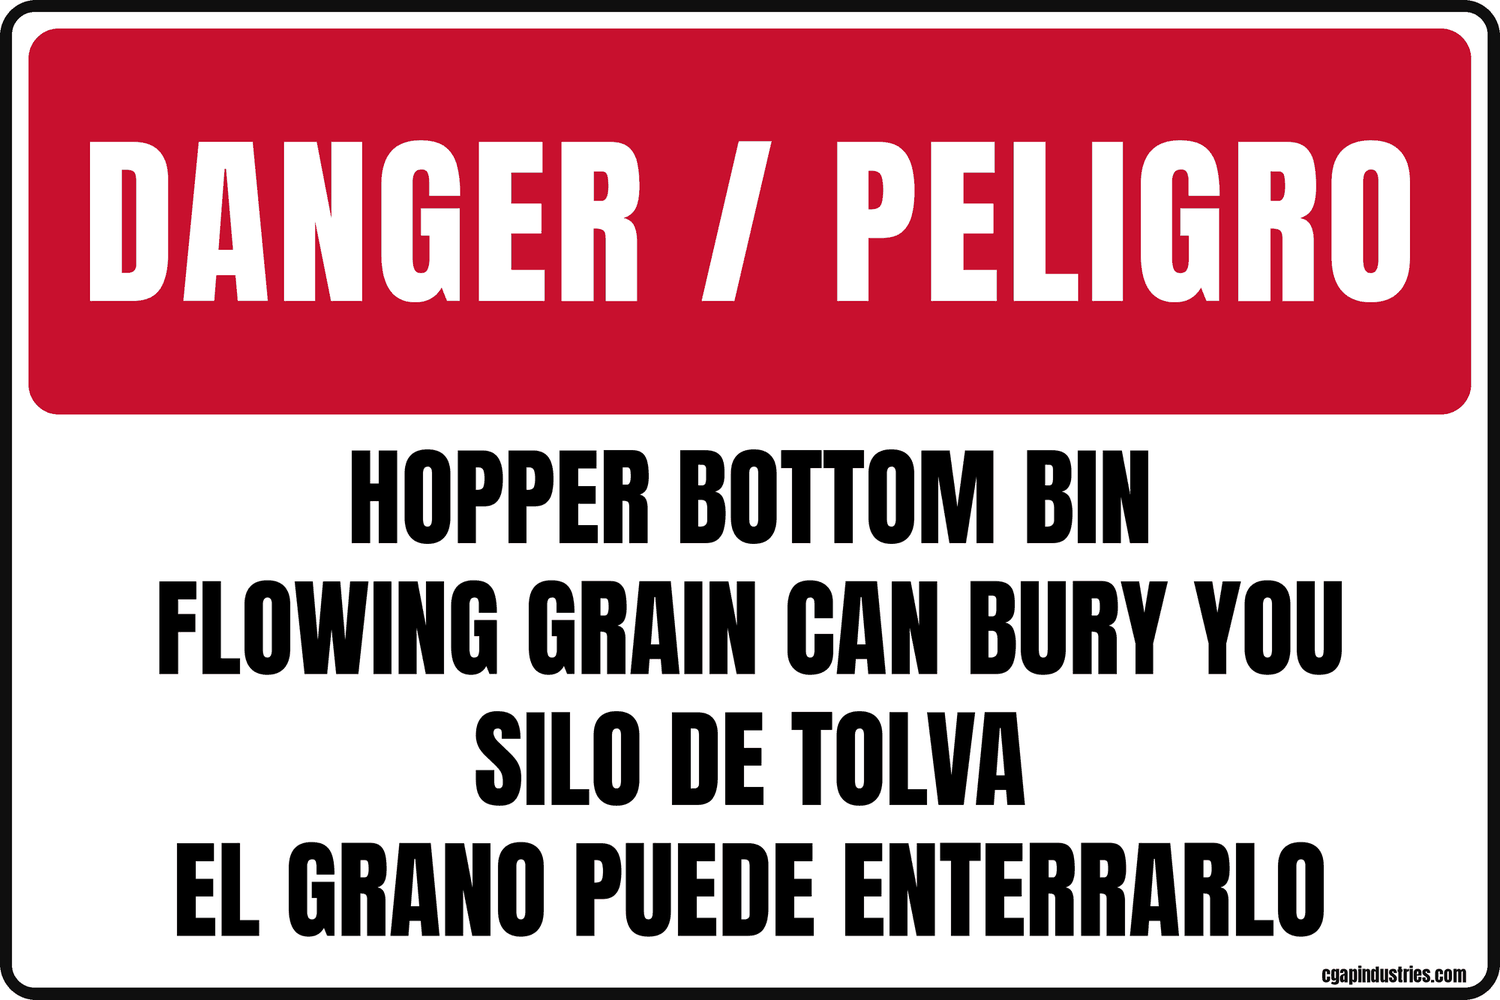 DANGER / PELIGRO
HOPPER BOTTOM BIN
FLOWING GRAIN CAN BURY YOU
SILO DE TOLVA
EL GRANO PUEDE ENTERRARLO
cgapindustries.com